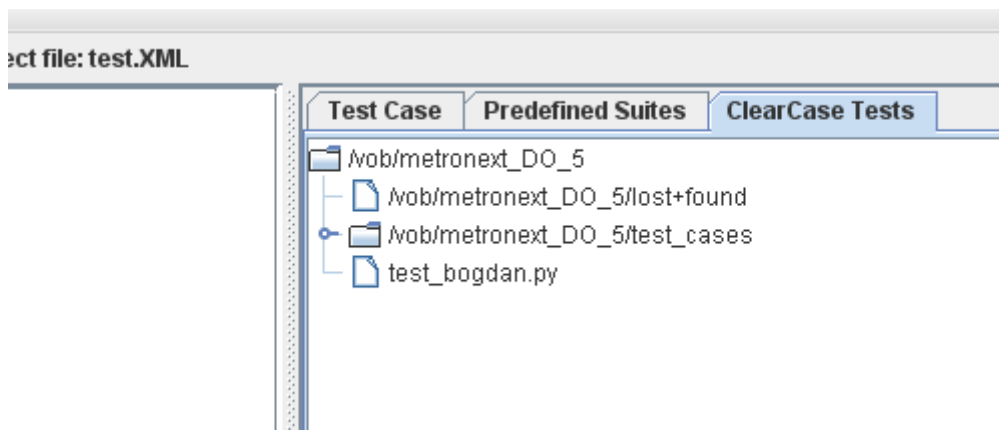 ect file: test.XML
Test Case Predefined Suites ClearCase Tests
/vob/metronext_DO_5
/vob/metronext_DO_5/lost+found
/vob/metronext_DO_5/test_cases
test_bogdan.py